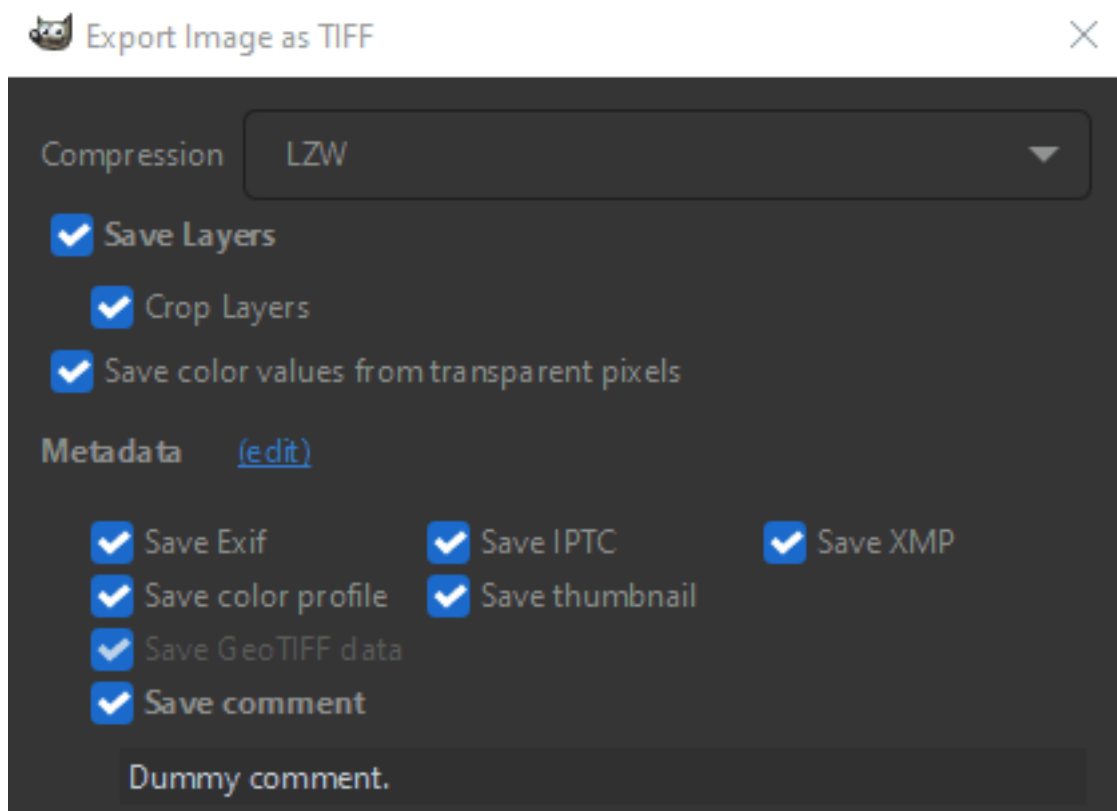 Export Image as TIFF
Compression LZW
Save Layers
Crop Layers
Save color values from transparent pixels
Metadata (edit)
Save Exif Save IPTC Save XMP
Save color profile Save thumbnail
Save GeoTIFF data
Save comment
Dummy comment.